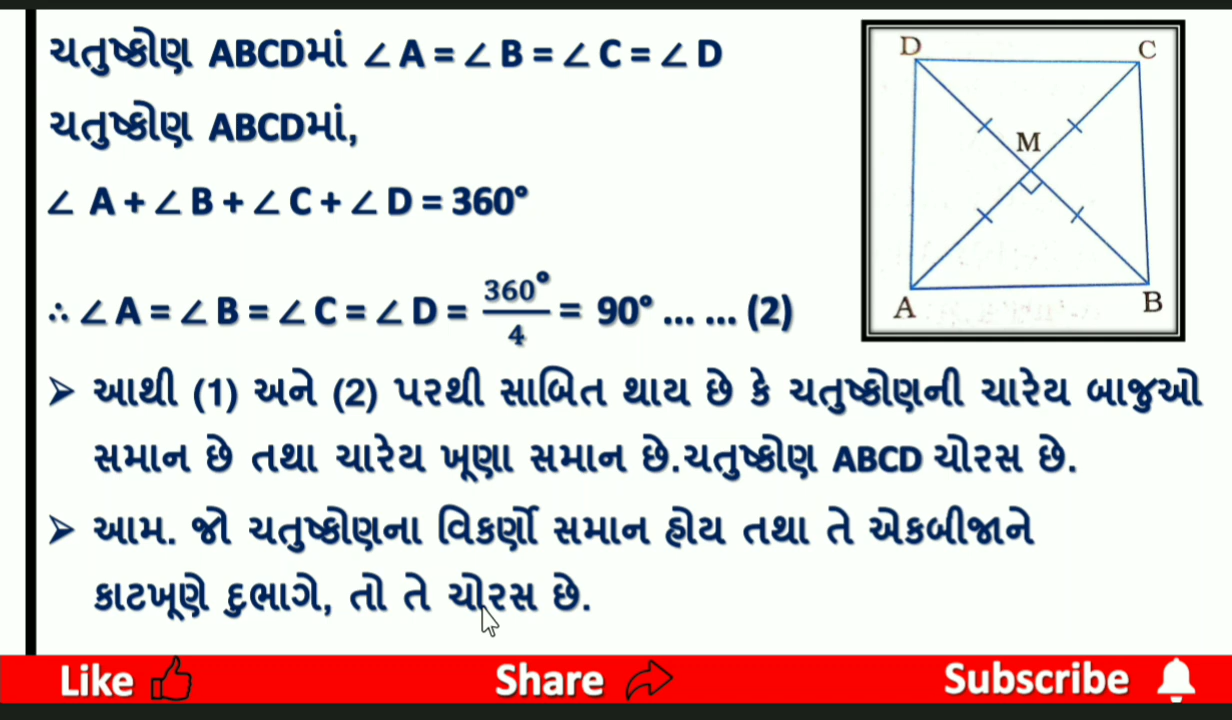 ચતુષ્કોણ ABCDમાં ∠ A = ∠ B = ∠ C = ∠ D
ચતુષ્કોણ ABCDમાં,
∠ A + ∠ B + ∠ C + ∠ D = 360°
∴ ∠ A = ∠ B = ∠ C = ∠ D = 360°/4 = 90° ... ... (2)
➢ આથી (1) અને (2) પરથી સાબિત થાય છે કે ચતુષ્કોણની ચારેય બાજુઓ
સમાન છે તથા ચારેય ખૂણા સમાન છે.ચતુષ્કોણ ABCD ચોરસ છે.
➢ આમ. જો ચતુષ્કોણના વિકર્ણો સમાન હોય તથા તે એકબીજાને
કાટખૂણે દુભાગે, તો તે ચોરસ છે.
D C
M
A B
Like Share Subscribe